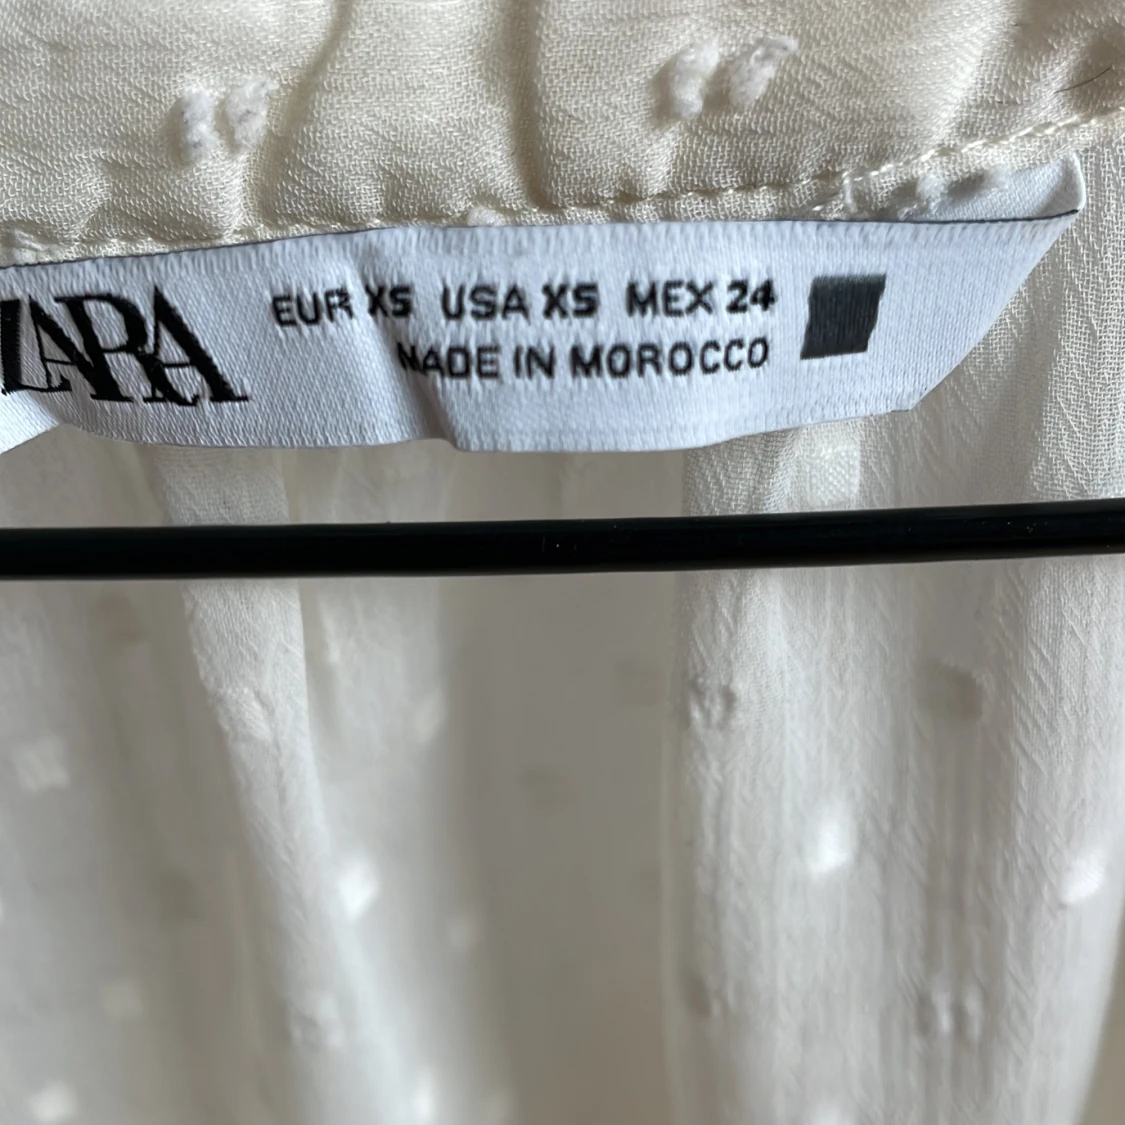 ZARA
EUR XS USA XS MEX 24
MADE IN MOROCCO